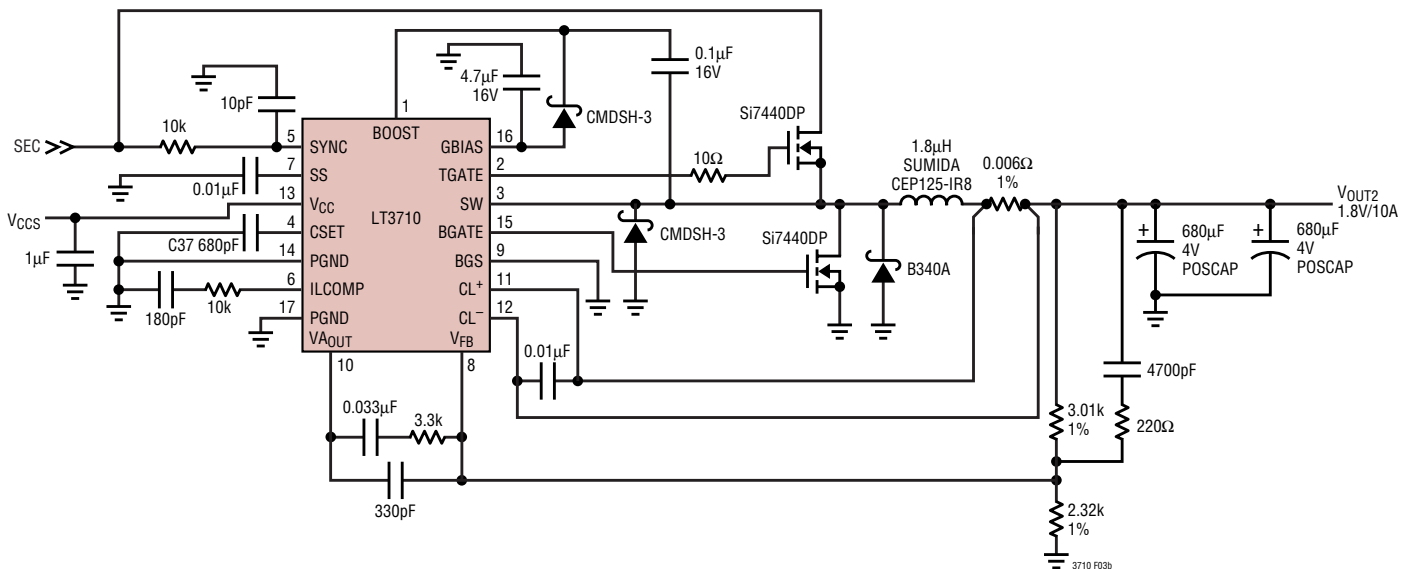 0.1µF
16V
4.7µF
16V
10pF
1
CMDSH-3
Si7440DP
BOOST
10k
SEC
5
SYNC
GBIAS
16
7
SS
TGATE
2
10Ω
1.8µH
SUMIDA
CEP125-IR8
0.006Ω
1%
0.01µF
13
VCC
LT3710
SW
3
VOUT2
1.8V/10A
VCCS
4
CSET
BGATE
15
CMDSH-3
Si7440DP
+
680µF
4V
POSCAP
+
680µF
4V
POSCAP
C37 680pF
1µF
14
PGND
BGS
9
B340A
6
ILCOMP
CL+
11
180pF
10k
17
PGND
CL–
12
VAOUT
VFB
10
8
0.01µF
4700pF
0.033µF
3.3k
3.01k
1%
220Ω
330pF
2.32k
1%
3710 F03b